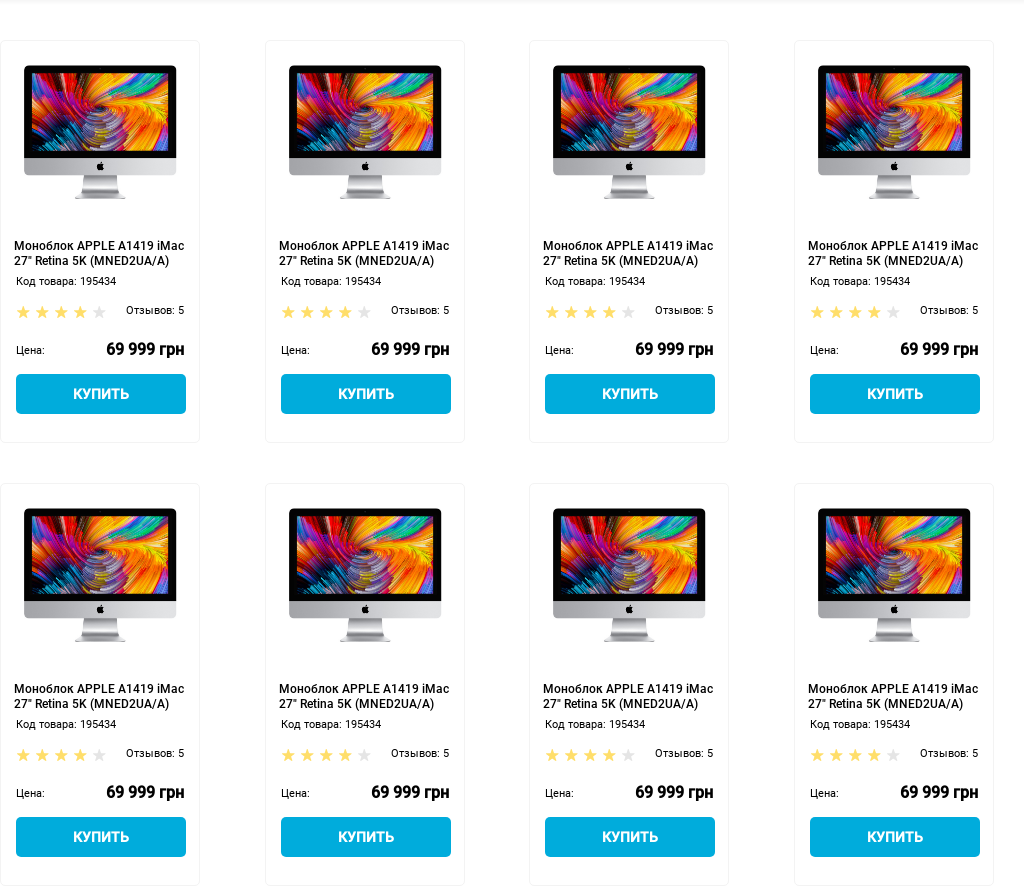 Моноблок APPLE A1419 iMac
27" Retina 5K (MNED2UA/A)
Код товара: 195434
Отзывов: 5
Цена: 69 999 грн
КУПИТЬ
Моноблок APPLE A1419 iMac
27" Retina 5K (MNED2UA/A)
Код товара: 195434
Отзывов: 5
Цена: 69 999 грн
КУПИТЬ
Моноблок APPLE A1419 iMac
27" Retina 5K (MNED2UA/A)
Код товара: 195434
Отзывов: 5
Цена: 69 999 грн
КУПИТЬ
Моноблок APPLE A1419 iMac
27" Retina 5K (MNED2UA/A)
Код товара: 195434
Отзывов: 5
Цена: 69 999 грн
КУПИТЬ
Моноблок APPLE A1419 iMac
27" Retina 5K (MNED2UA/A)
Код товара: 195434
Отзывов: 5
Цена: 69 999 грн
КУПИТЬ
Моноблок APPLE A1419 iMac
27" Retina 5K (MNED2UA/A)
Код товара: 195434
Отзывов: 5
Цена: 69 999 грн
КУПИТЬ
Моноблок APPLE A1419 iMac
27" Retina 5K (MNED2UA/A)
Код товара: 195434
Отзывов: 5
Цена: 69 999 грн
КУПИТЬ
Моноблок APPLE A1419 iMac
27" Retina 5K (MNED2UA/A)
Код товара: 195434
Отзывов: 5
Цена: 69 999 грн
КУПИТЬ